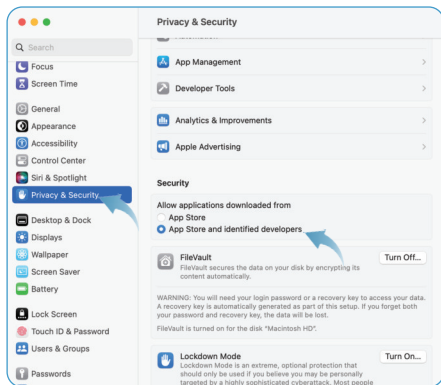 Privacy & Security
Search
Focus
Screen Time
General
Appearance
Accessibility
Control Center
Siri & Spotlight
Privacy & Security
Desktop & Dock
Displays
Wallpaper
Screen Saver
Battery
Lock Screen
Touch ID & Password
Users & Groups
Passwords
Automation
App Management
Developer Tools
Analytics & Improvements
Apple Advertising
Security
Allow applications downloaded from
App Store
App Store and identified developers
FileVault
Turn Off...
FileVault secures the data on your disk by encrypting its
content automatically.
WARNING: You will need your login password or a recovery key to access your data.
A recovery key is automatically generated as part of this setup. If you forget both
your password and recovery key, the data will be lost.
FileVault is turned on for the disk "Macintosh HD".
Lockdown Mode
Turn On...
Lockdown Mode is an extreme, optional protection that
should only be used if you believe you may be personally
targeted by a highly sophisticated cyberattack. Most people